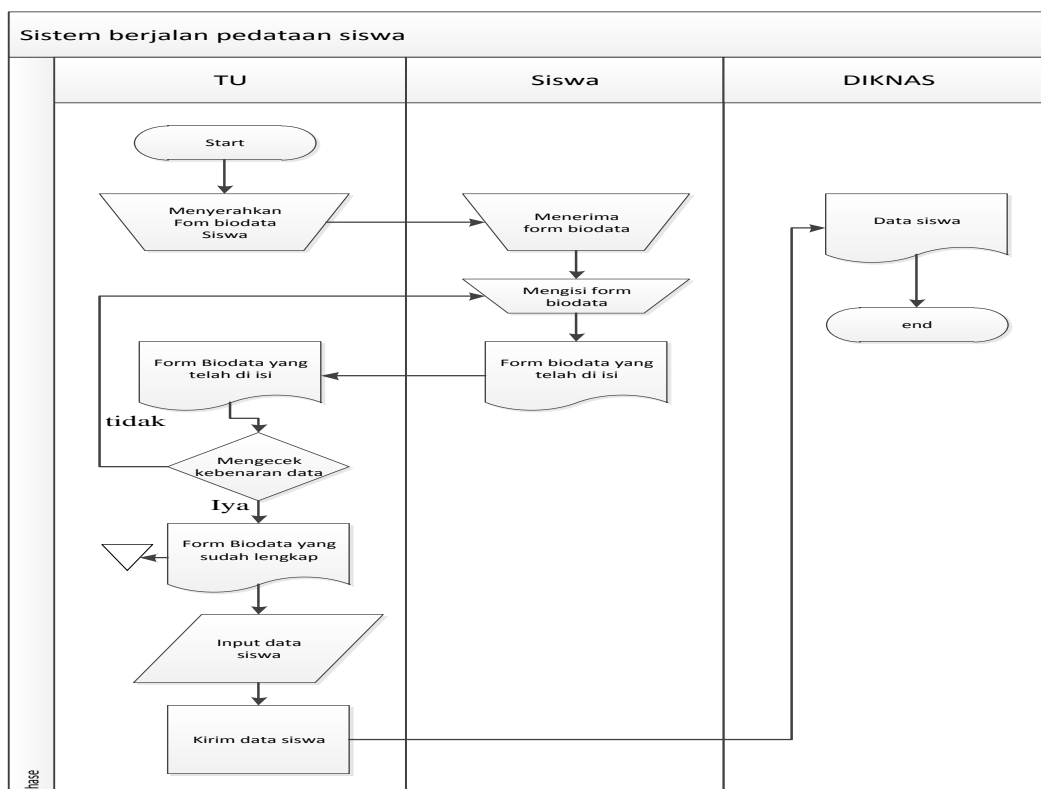 Sistem berjalan pedataan siswa
TU
Siswa
DIKNAS
Start
Menyerahkan
Fom biodata
Siswa
Menerima
form biodata
Data siswa
Mengisi form
biodata
end
Form Biodata yang
telah di isi
Form biodata yang
telah di isi
tidak
Mengecek
kebenaran data
Iya
Form Biodata yang
sudah lengkap
Input data
siswa
Kirim data siswa
hase